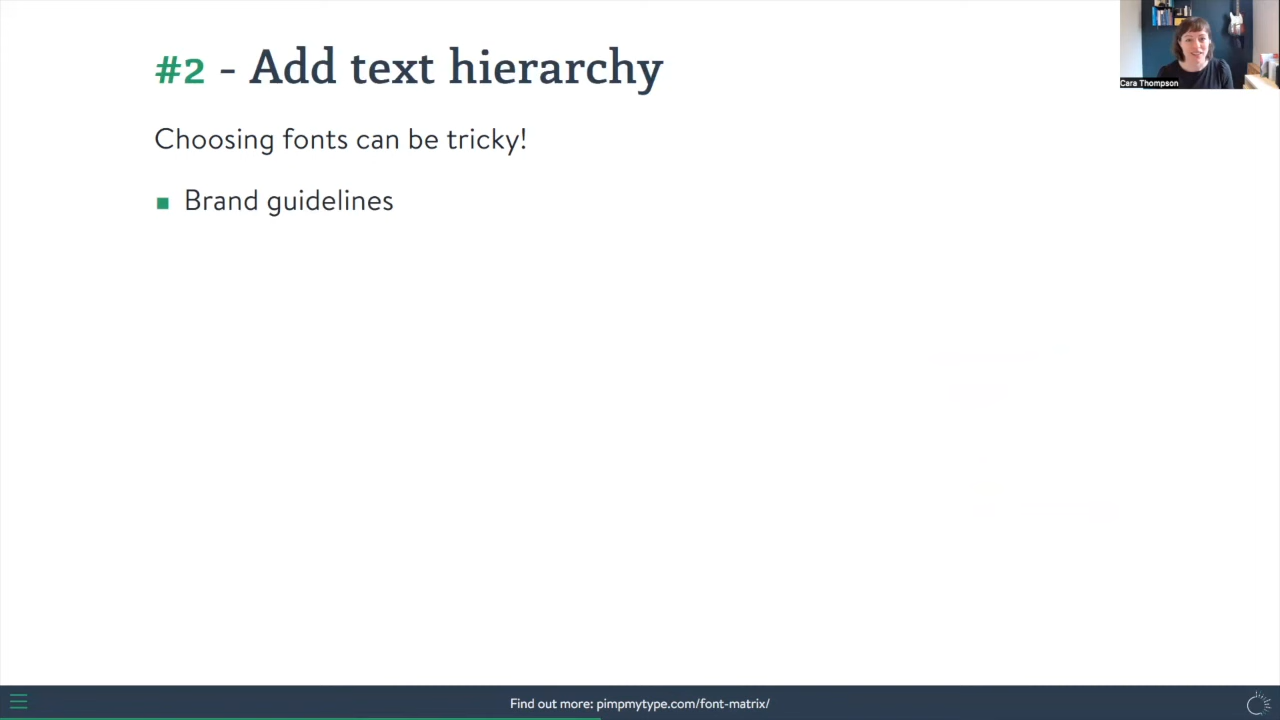 #2 - Add text hierarchy
Cara Thompson
Choosing fonts can be tricky!
Brand guidelines
Find out more: pimpmytype.com/font-matrix/